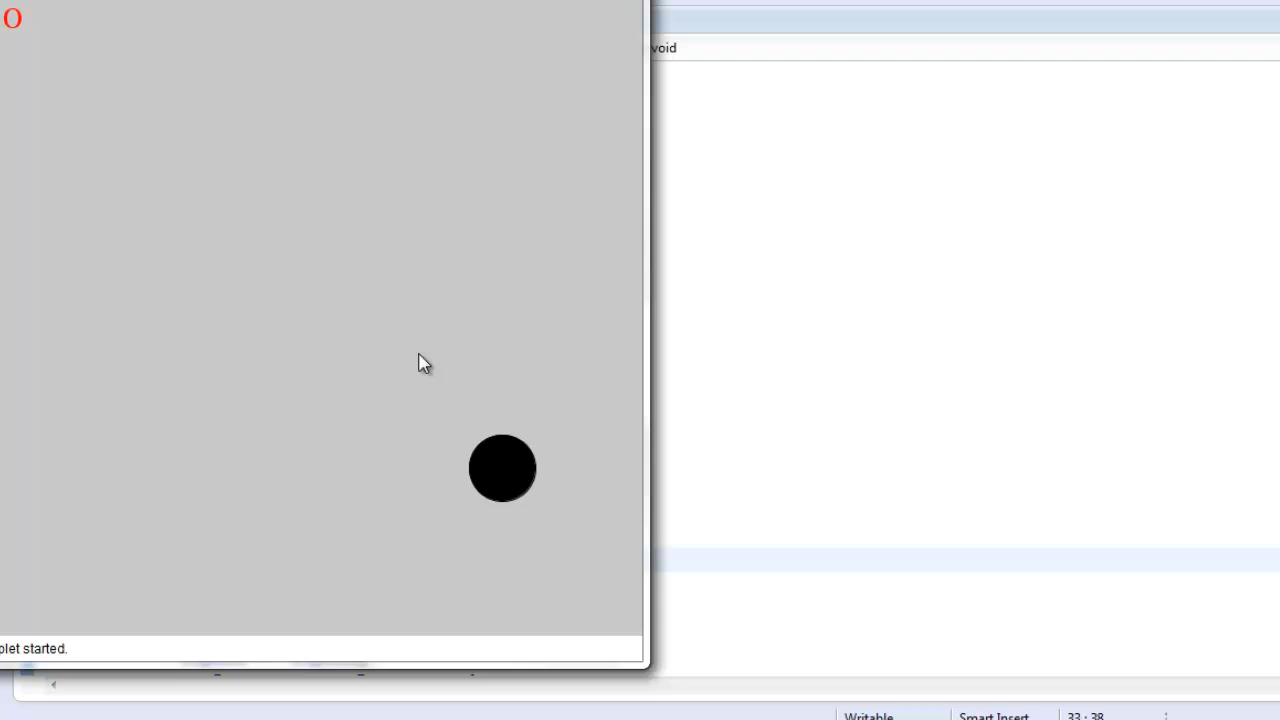 O
void
plet started.
Writable
Smart Insert
33 : 38